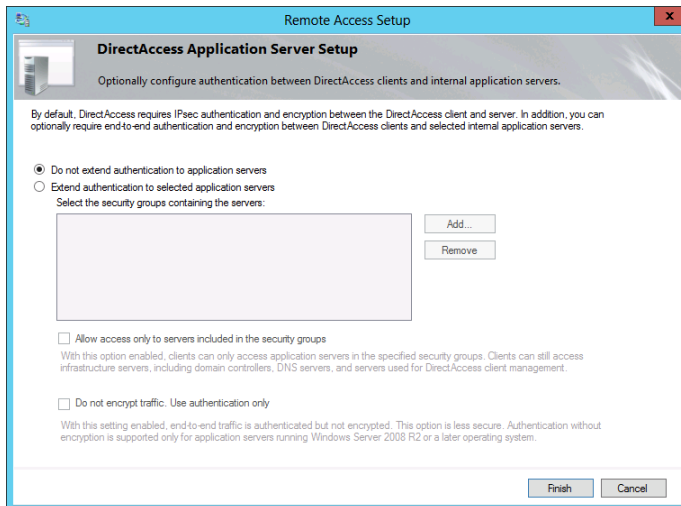 Remote Access Setup
x
DirectAccess Application Server Setup
Optionally configure authentication between DirectAccess clients and internal application servers.
By default, DirectAccess requires IPsec authentication and encryption between the DirectAccess client and server. In addition, you can
optionally require end-to-end authentication and encryption between DirectAccess clients and selected internal application servers.
Do not extend authentication to application servers
Extend authentication to selected application servers
Select the security groups containing the servers:
Add...
Remove
Allow access only to servers included in the security groups
With this option enabled, clients can only access application servers in the specified security groups. Clients can still access
infrastructure servers, including domain controllers, DNS servers, and servers used for DirectAccess client management.
Do not encrypt traffic. Use authentication only
With this setting enabled, end-to-end traffic is authenticated but not encrypted. This option is less secure. Authentication without
encryption is supported only for application servers running Windows Server 2008 R2 or a later operating system.
Finish
Cancel